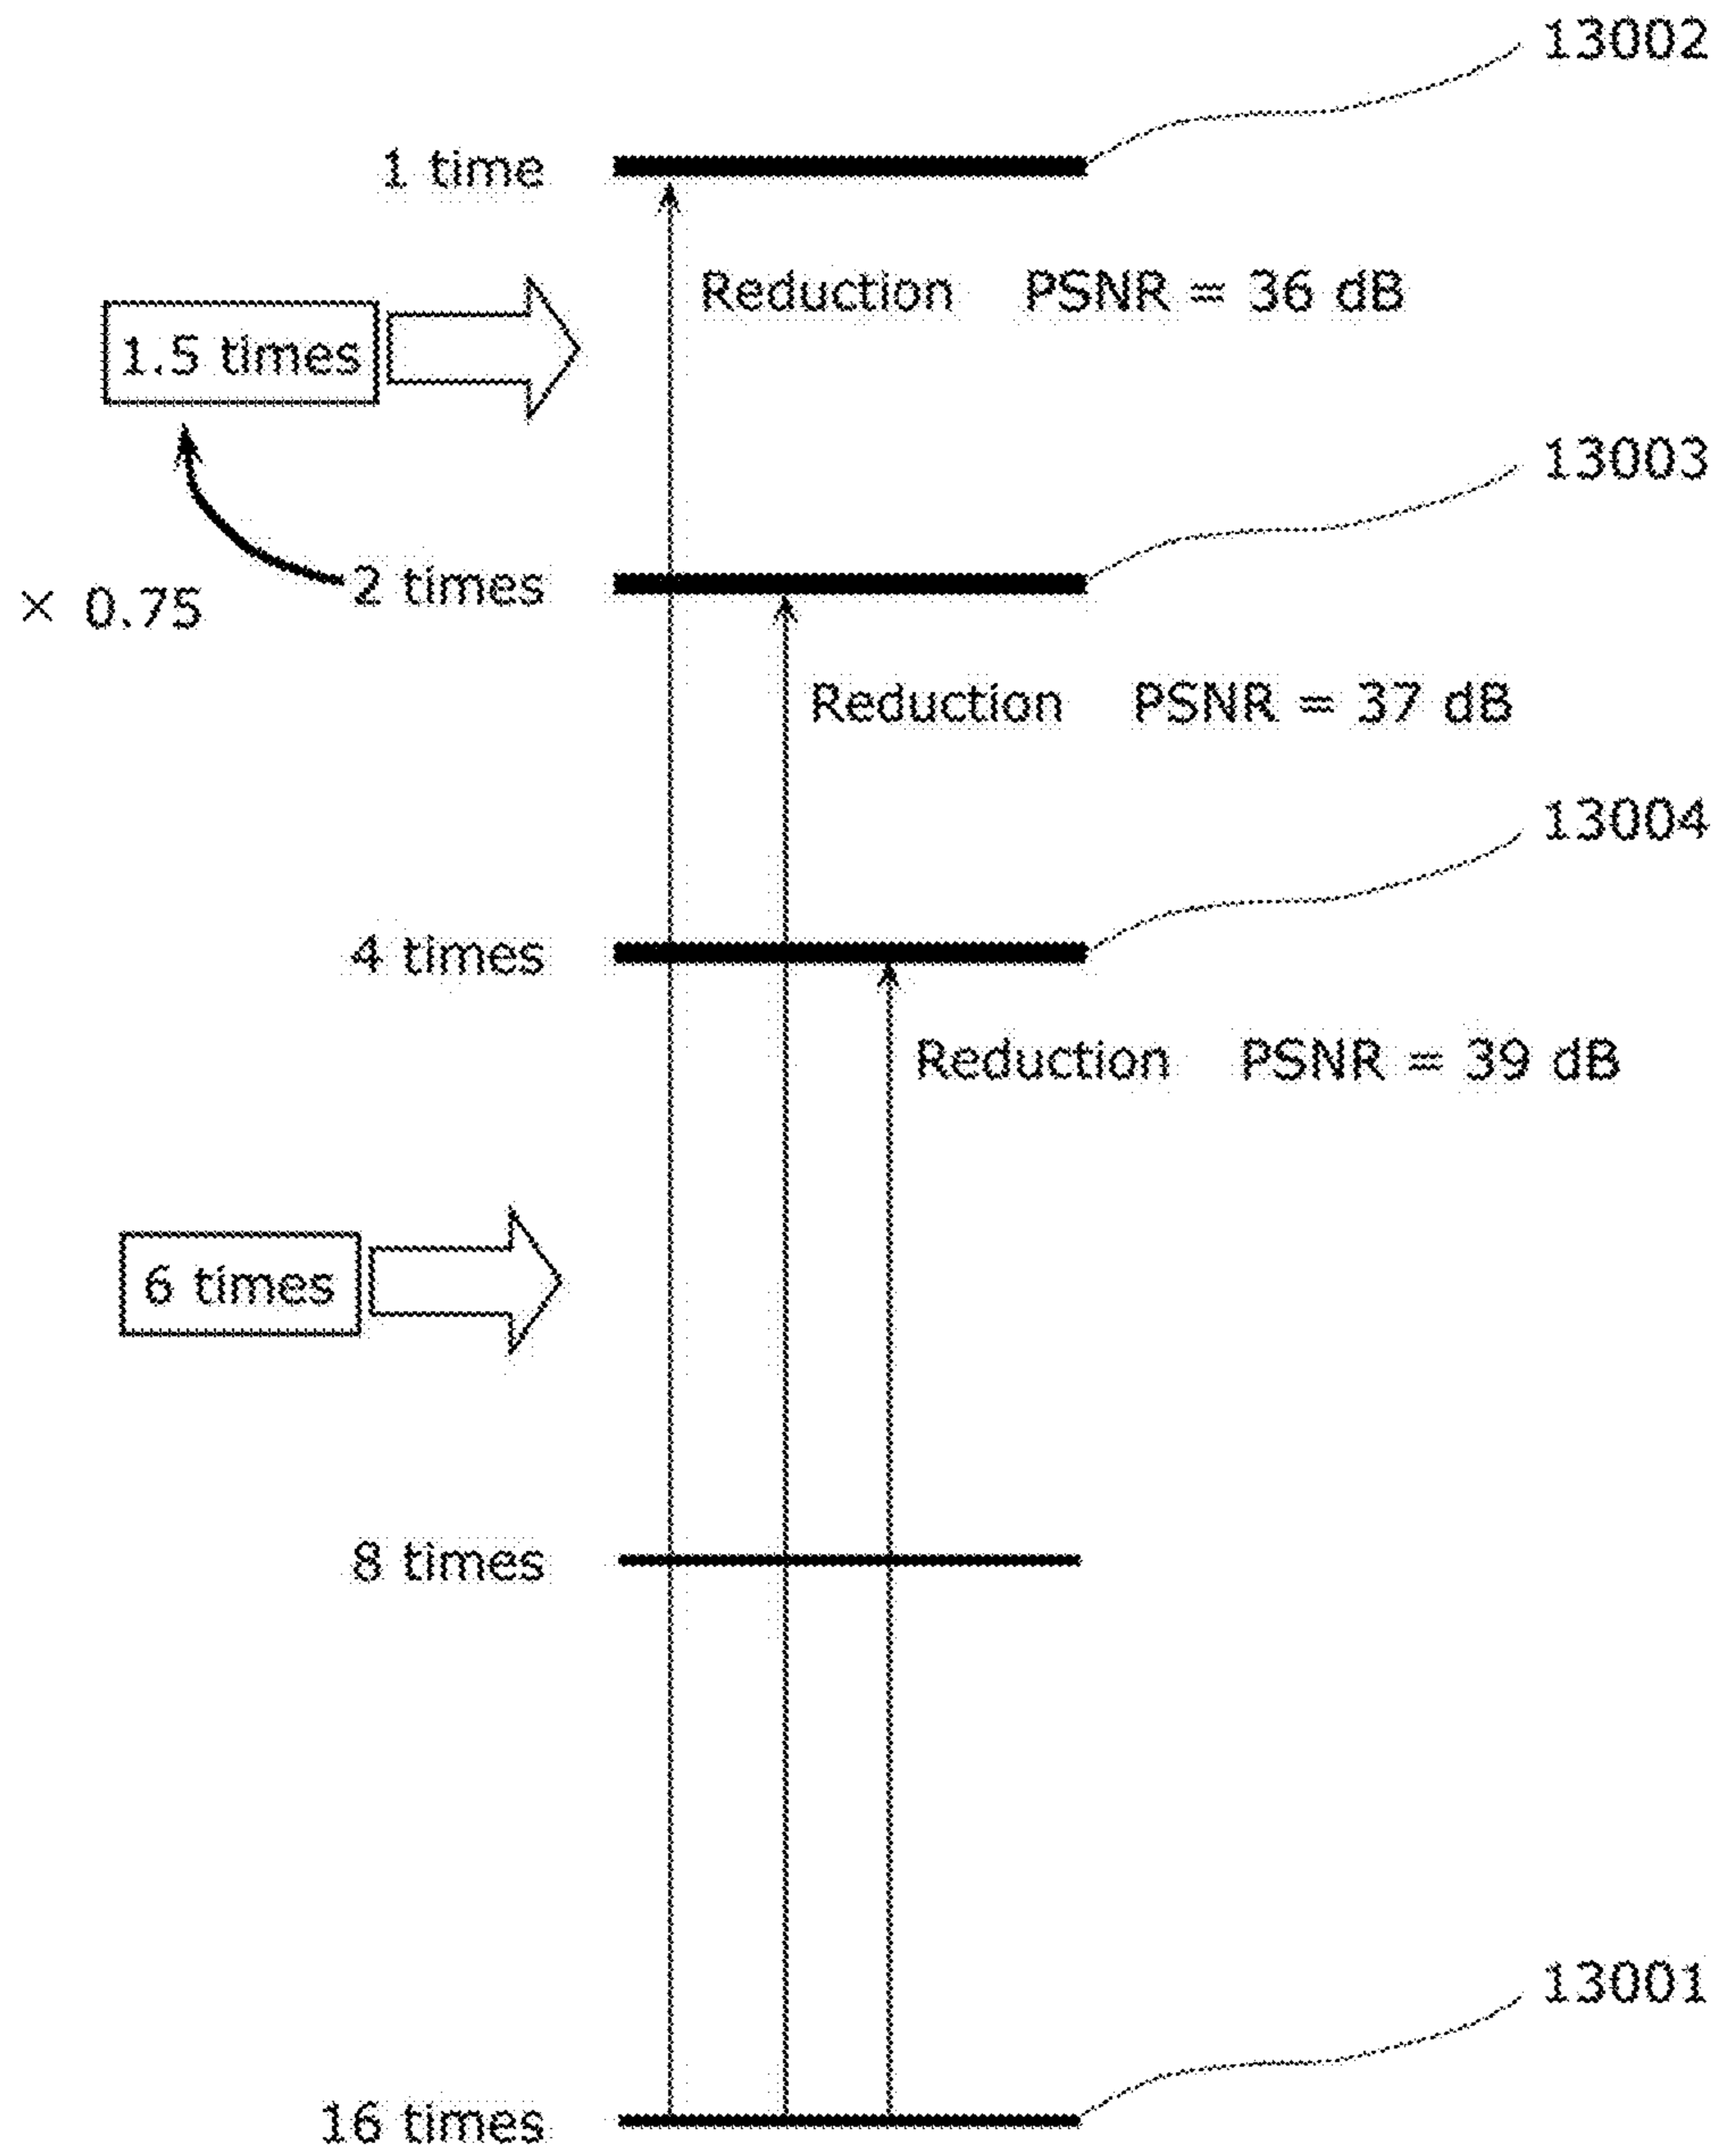 13002
1 time
Reduction PSNR = 36 dB
1.5 times
13003
2 times
× 0.75
Reduction PSNR = 37 dB
13004
4 times
Reduction PSNR = 39 dB
6 times
8 times
13001
16 times